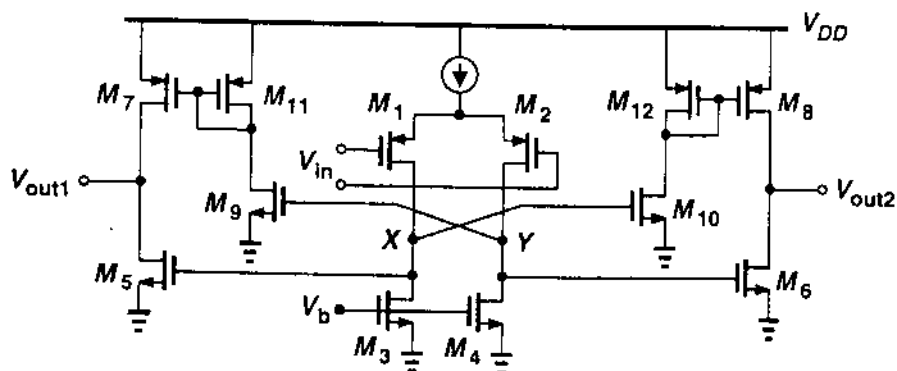 V_DD
M_7
M_11
M_1
M_2
M_12
M_8
V_in
V_out1
M_9
M_10
V_out2
X
Y
M_5
M_6
V_b
M_3
M_4